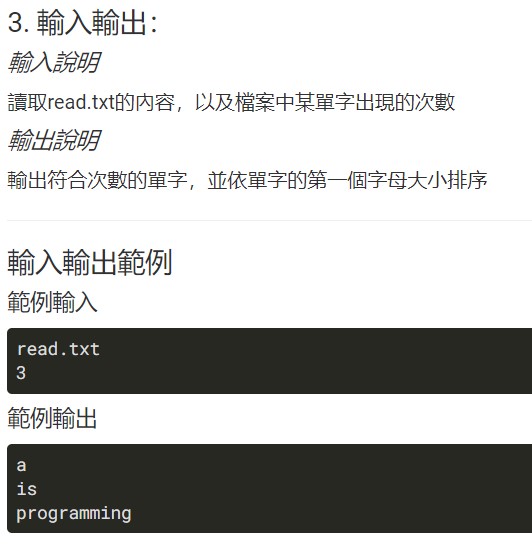 3. 輸入輸出：
輸入說明
讀取read.txt的內容，以及檔案中某單字出現的次數
輸出說明
輸出符合次數的單字，並依單字的第一個字母大小排序
輸入輸出範例
範例輸入
read.txt
3
範例輸出
a
is
programming